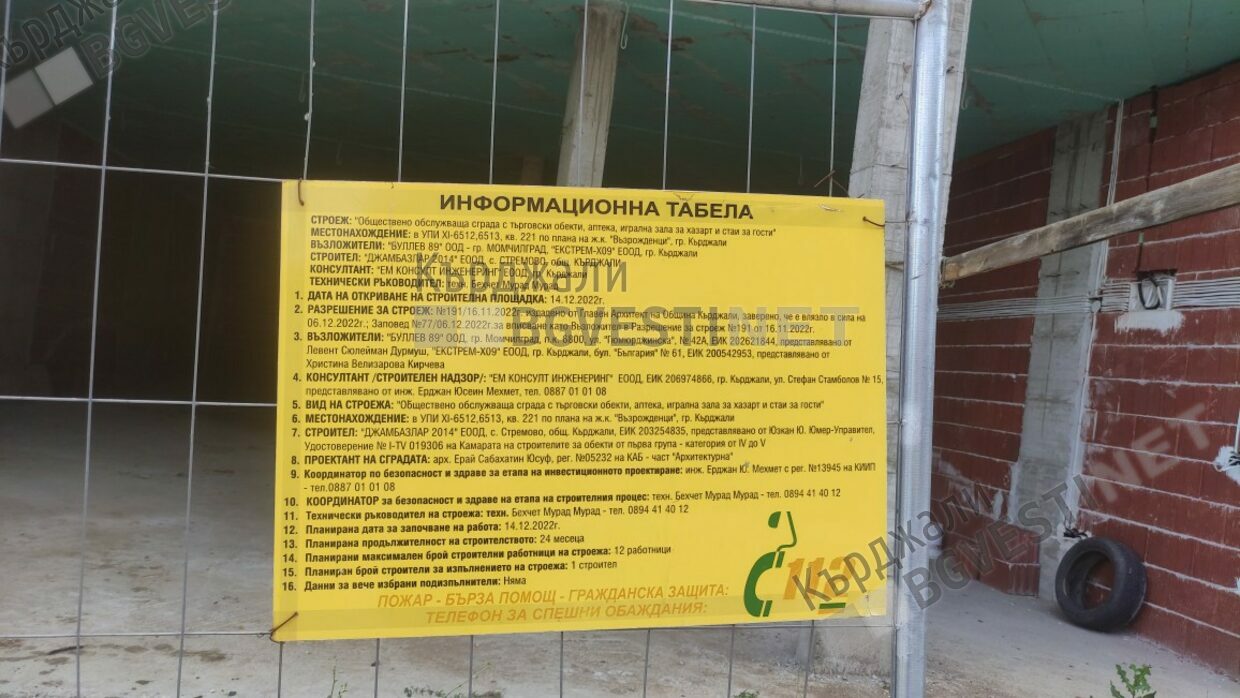 ИНФОРМАЦИОННА ТАБЕЛА
СТРОЕЖ: "Обществено обслужваща сграда с търговски обекти, аптека, игрална зала за хазарт и стаи за гости"
МЕСТОНАХОЖДЕНИЕ: в УПИ XI-6512,6513, кв. 221 по плана на ж.к. "Възрожденци", гр. Кърджали
ВЪЗЛОЖИТЕЛИ: "БУЛЛЕВ 89" ООД - гр. МОМЧИЛГРАД, "ЕКСТРЕМ-Х09" ЕООД, гр. Кърджали
СТРОИТЕЛ: "ДЖАМБАЗЛАР 2014" ЕООД, с. СТРЕМОВО, общ. КЪРДЖАЛИ
КОНСУЛТАНТ: "ЕМ КОНСУЛТ ИНЖЕНЕРИНГ" ЕООД, гр. Кърджали
ТЕХНИЧЕСКИ РЪКОВОДИТЕЛ: техн. Бехчет Мурад Мурад
1. ДАТА НА ОТКРИВАНЕ НА СТРОИТЕЛНА ПЛОЩАДКА: 14.12.2022г.
2. РАЗРЕШЕНИЕ ЗА СТРОЕЖ: №191/16.11.2022г. издадено от Главен Архитект на Община Кърджали, заверено, че е влязло в сила на
06.12.2022г.; Заповед №77/06.12.2022г.за вписване на Възложител в Разрешение за строеж №191 от 16.11.2022г.
3. ВЪЗЛОЖИТЕЛИ: "БУЛЛЕВ 89" ООД, гр. Момчилград, п.к. 6800, ул. "Гюмюрджинска", № 42А, ЕИК 202621844, представлявано от
Левент Сюлейман Дурмуш, "ЕКСТРЕМ-Х09" ЕООД, гр. Кърджали, бул. "България" № 61, ЕИК 200542953, представлявано от
Христина Велизарова Кирчева
4. КОНСУЛТАНТ /СТРОИТЕЛЕН НАДЗОР/: "ЕМ КОНСУЛТ ИНЖЕНЕРИНГ" ЕООД, ЕИК 206974866, гр. Кърджали, ул. Стефан Стамболов № 15,
представлявано от инж. Ерджан Юсеин Мехмет, тел. 0887 01 01 08
5. ВИД НА СТРОЕЖА: "Обществено обслужваща сграда с търговски обекти, аптека, игрална зала за хазарт и стаи за гости"
6. МЕСТОНАХОЖДЕНИЕ: в УПИ XI-6512,6513, кв. 221 по плана на ж.к. "Възрожденци", гр. Кърджали
7. СТРОИТЕЛ: "ДЖАМБАЗЛАР 2014" ЕООД, с. Стремово, общ. Кърджали, ЕИК 203254835, представлявано от Юзкан Ю. Юмер-Управител,
Удостоверение № I-TV 019306 на Камарата на строителите за обекти от първа група - категория от IV до V
8. ПРОЕКТАНТ НА СГРАДАТА: арх. Ерай Сабахатин Юсуф, рег. №05232 на КАБ - част "Архитектурна"
9. Координатор по безопасност и здраве за етапа на инвестиционното проектиране: инж. Ерджан Ю. Мехмет с рег. №13945 на КИИП
- тел.0887 01 01 08
10. КООРДИНАТОР за безопасност и здраве на етапа на строителния процес: техн. Бехчет Мурад Мурад - тел. 0894 41 40 12
11. Технически ръководител на строежа: техн. Бехчет Мурад Мурад - тел. 0894 41 40 12
12. Планирана дата за започване на работа: 14.12.2022г.
13. Планирана продължителност на строителството: 24 месеца
14. Планирани максимален брой строителни работници на строежа: 12 работници
15. Планиран брой строители за изпълнението на строежа: 1 строител
16. Данни за вече избрани подизпълнители: Няма
ПОЖАР - БЪРЗА ПОМОЩ - ГРАЖДАНСКА ЗАЩИТА:
ТЕЛЕФОН ЗА СПЕШНИ ОБАЖДАНИЯ:
112
Кърджали
BGVESTI.NET
Кърджали
BGVESTI.NET